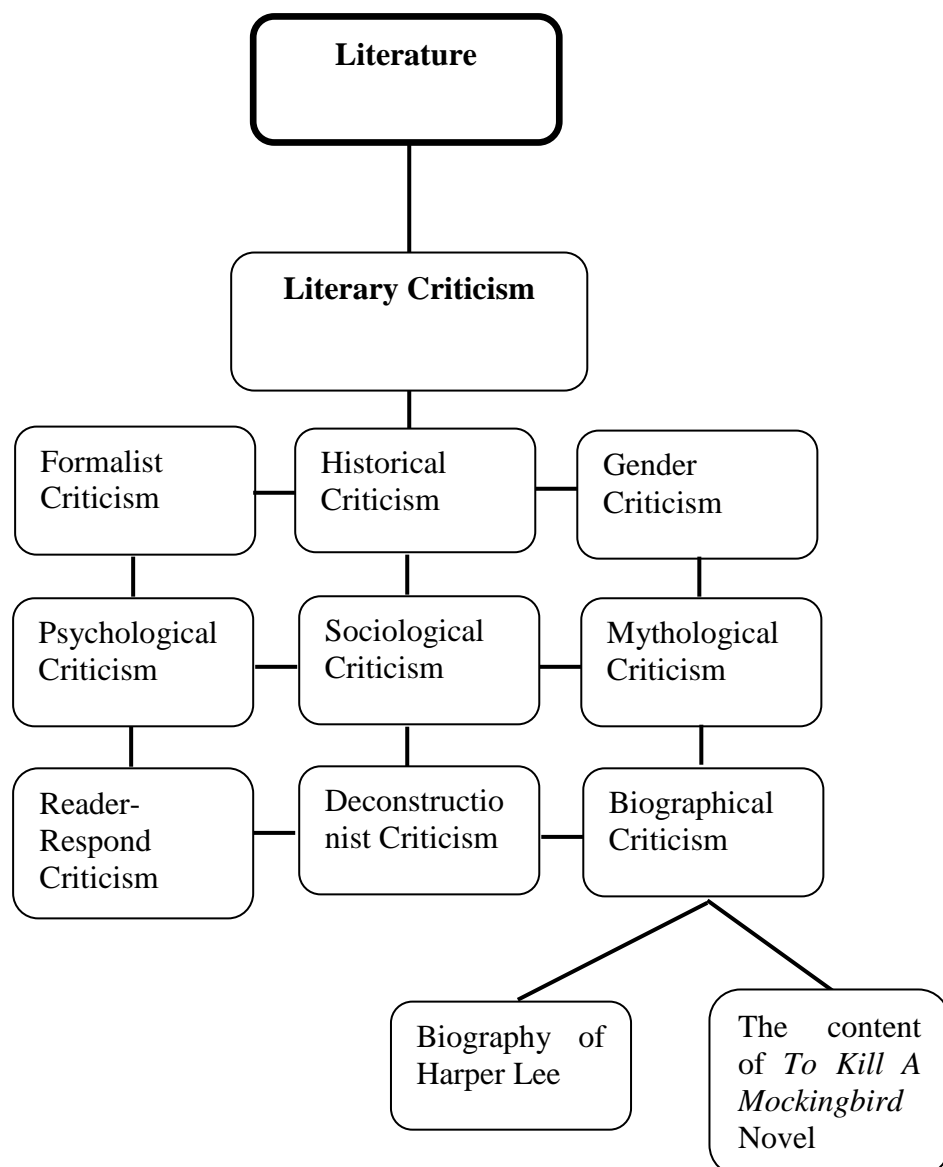 Literature
Literary Criticism
Formalist
Criticism
Historical
Criticism
Gender
Criticism
Psychological
Criticism
Sociological
Criticism
Mythological
Criticism
Reader-
Respond
Criticism
Deconstructio
nist Criticism
Biographical
Criticism
Biography of
Harper Lee
The content
of To Kill A
Mockingbird
Novel